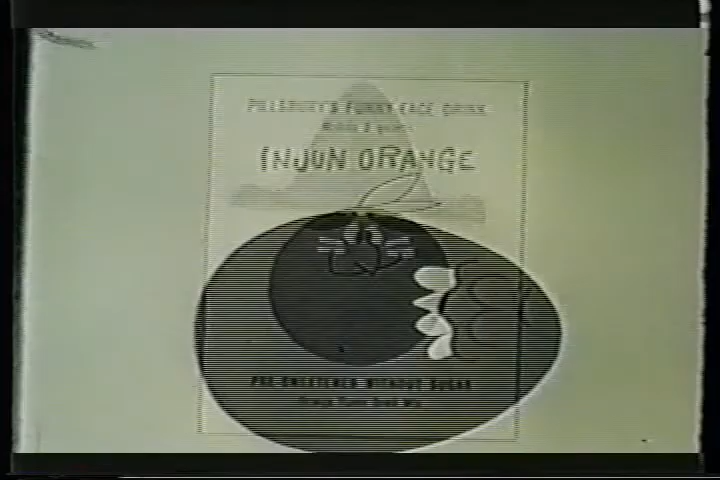 PILLSBURY'S FUNNY FACE DRINK
INJUN ORANGE
PRE-SWEETENED WITHOUT SUGAR